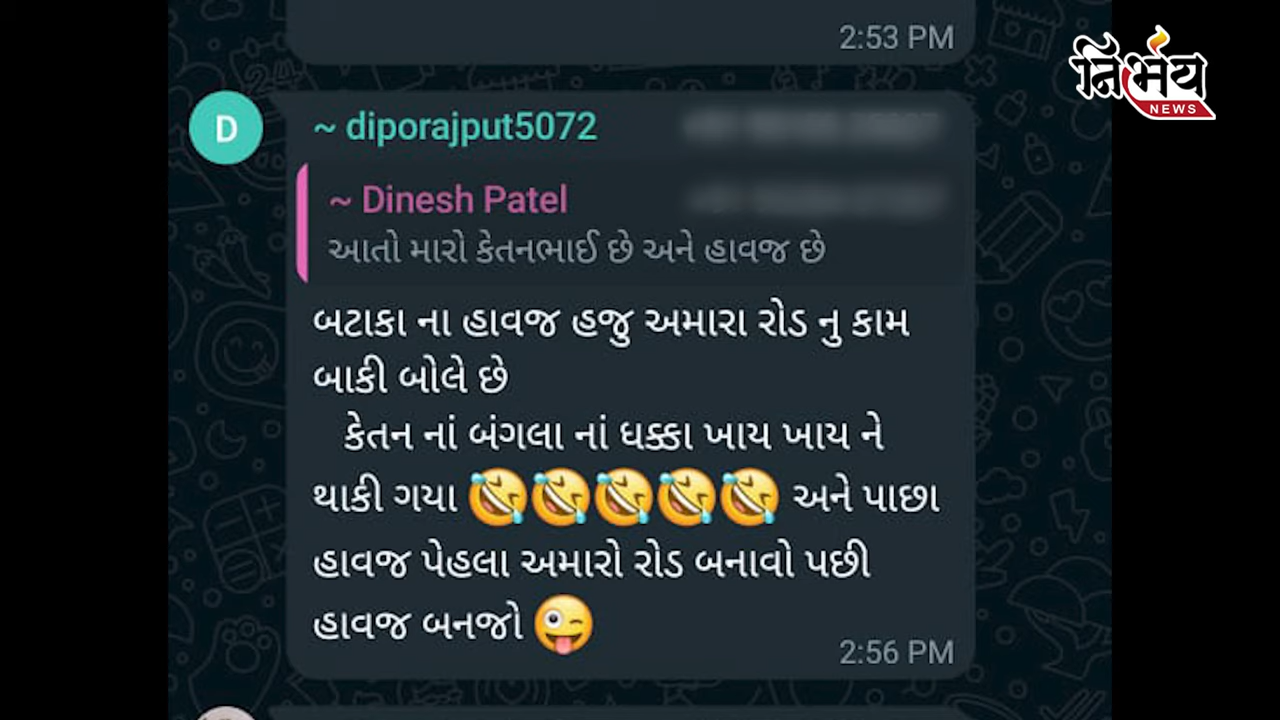 2:53 PM
નિર્ભય
NEWS
D
~ diporajput5072
~ Dinesh Patel
આતો મારો કેતનભાઈ છે અને હાવજ છે
બટાકા ના હાવજ હજુ અમારા રોડ નુ કામ
બાકી બોલે છે
કેતન નાં બંગલા નાં ધક્કા ખાય ખાય ને
થાકી ગયા 🤣🤣🤣🤣🤣 અને પાછા
હાવજ પેહલા અમારો રોડ બનાવો પછી
હાવજ બનજો 😜
2:56 PM